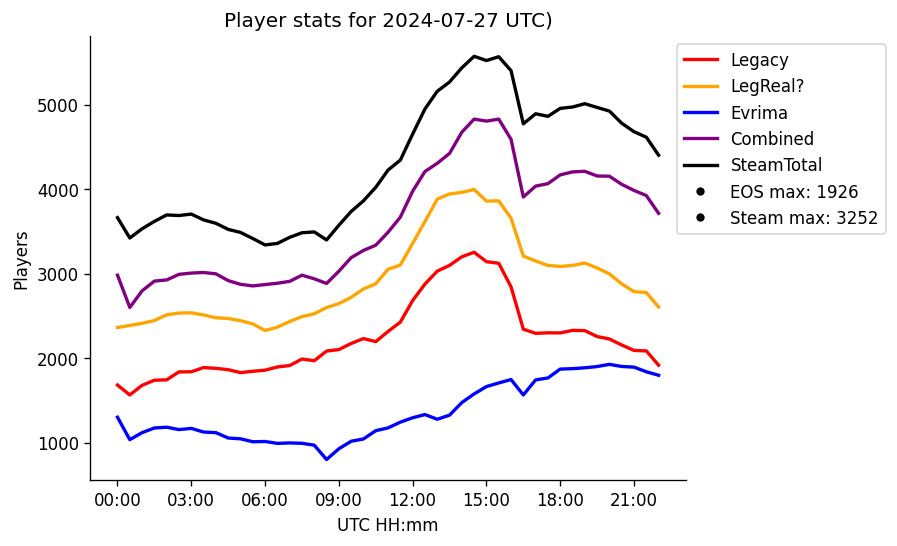 Player stats for 2024-07-27 UTC)
Legacy
LegReal?
Evrima
Combined
SteamTotal
EOS max: 1926
Steam max: 3252
Players
5000
4000
3000
2000
1000
00:00 03:00 06:00 09:00 12:00 15:00 18:00 21:00
UTC HH:mm